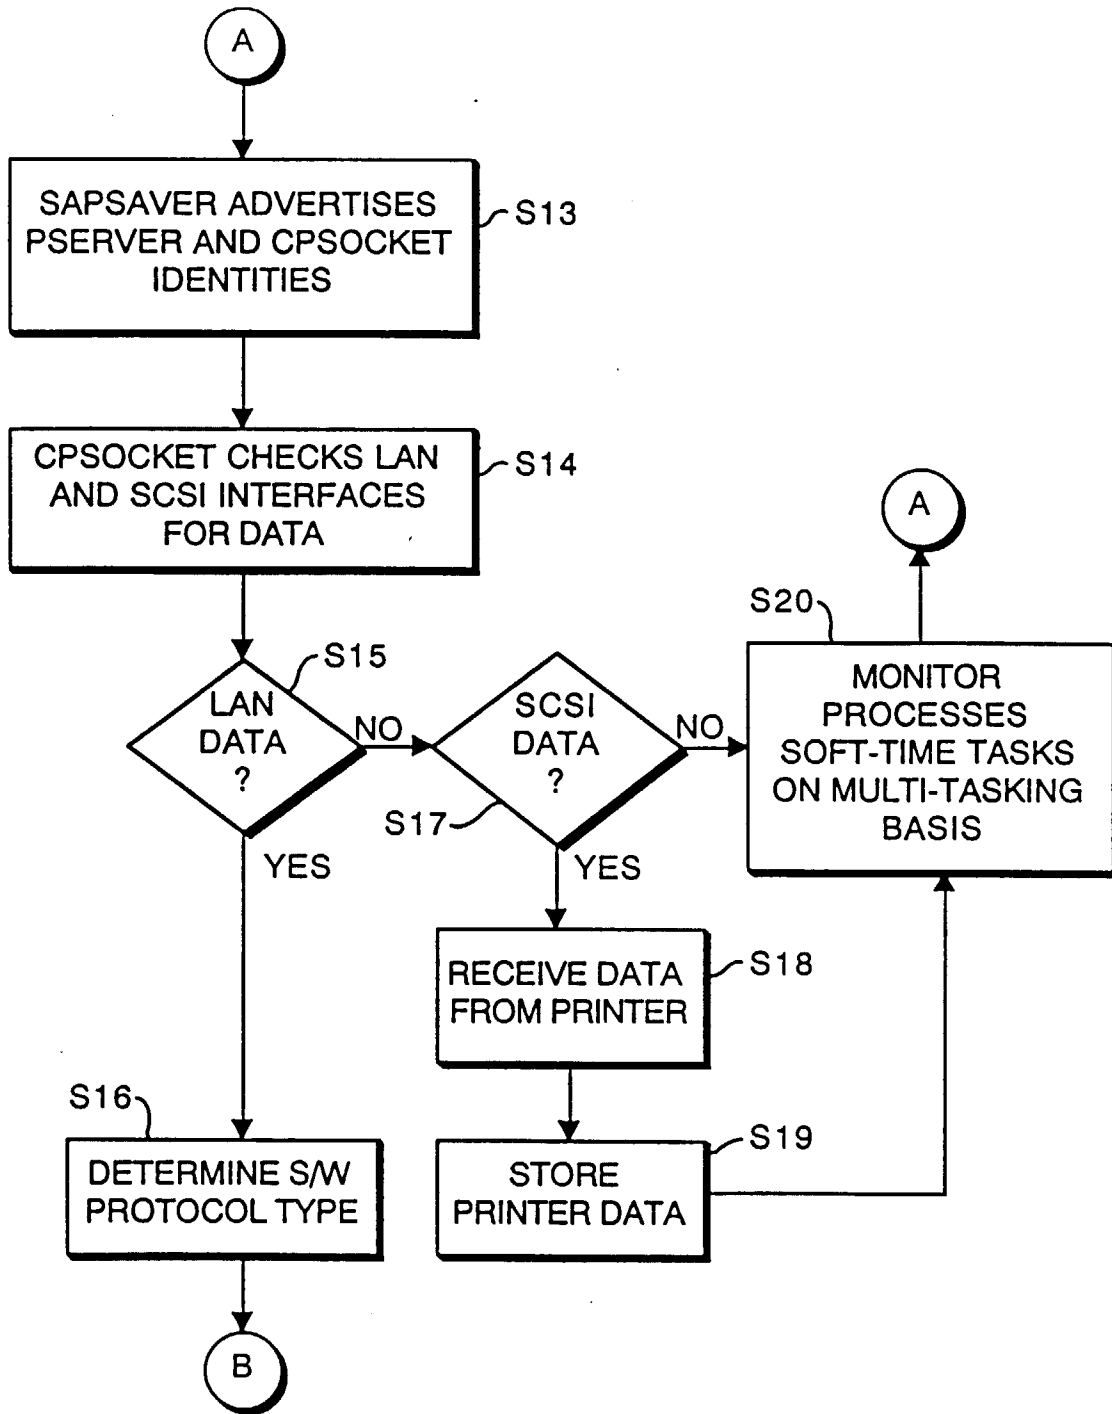 A
SAPSAVER ADVERTISES
PSERVER AND CPSOCKET
IDENTITIES
S13
CPSOCKET CHECKS LAN
AND SCSI INTERFACES
FOR DATA
S14
LAN
DATA
?
S15
NO
YES
SCSI
DATA
?
S17
NO
YES
A
S20
MONITOR
PROCESSES
SOFT-TIME TASKS
ON MULTI-TASKING
BASIS
RECEIVE DATA
FROM PRINTER
S18
STORE
PRINTER DATA
S19
S16
DETERMINE S/W
PROTOCOL TYPE
B